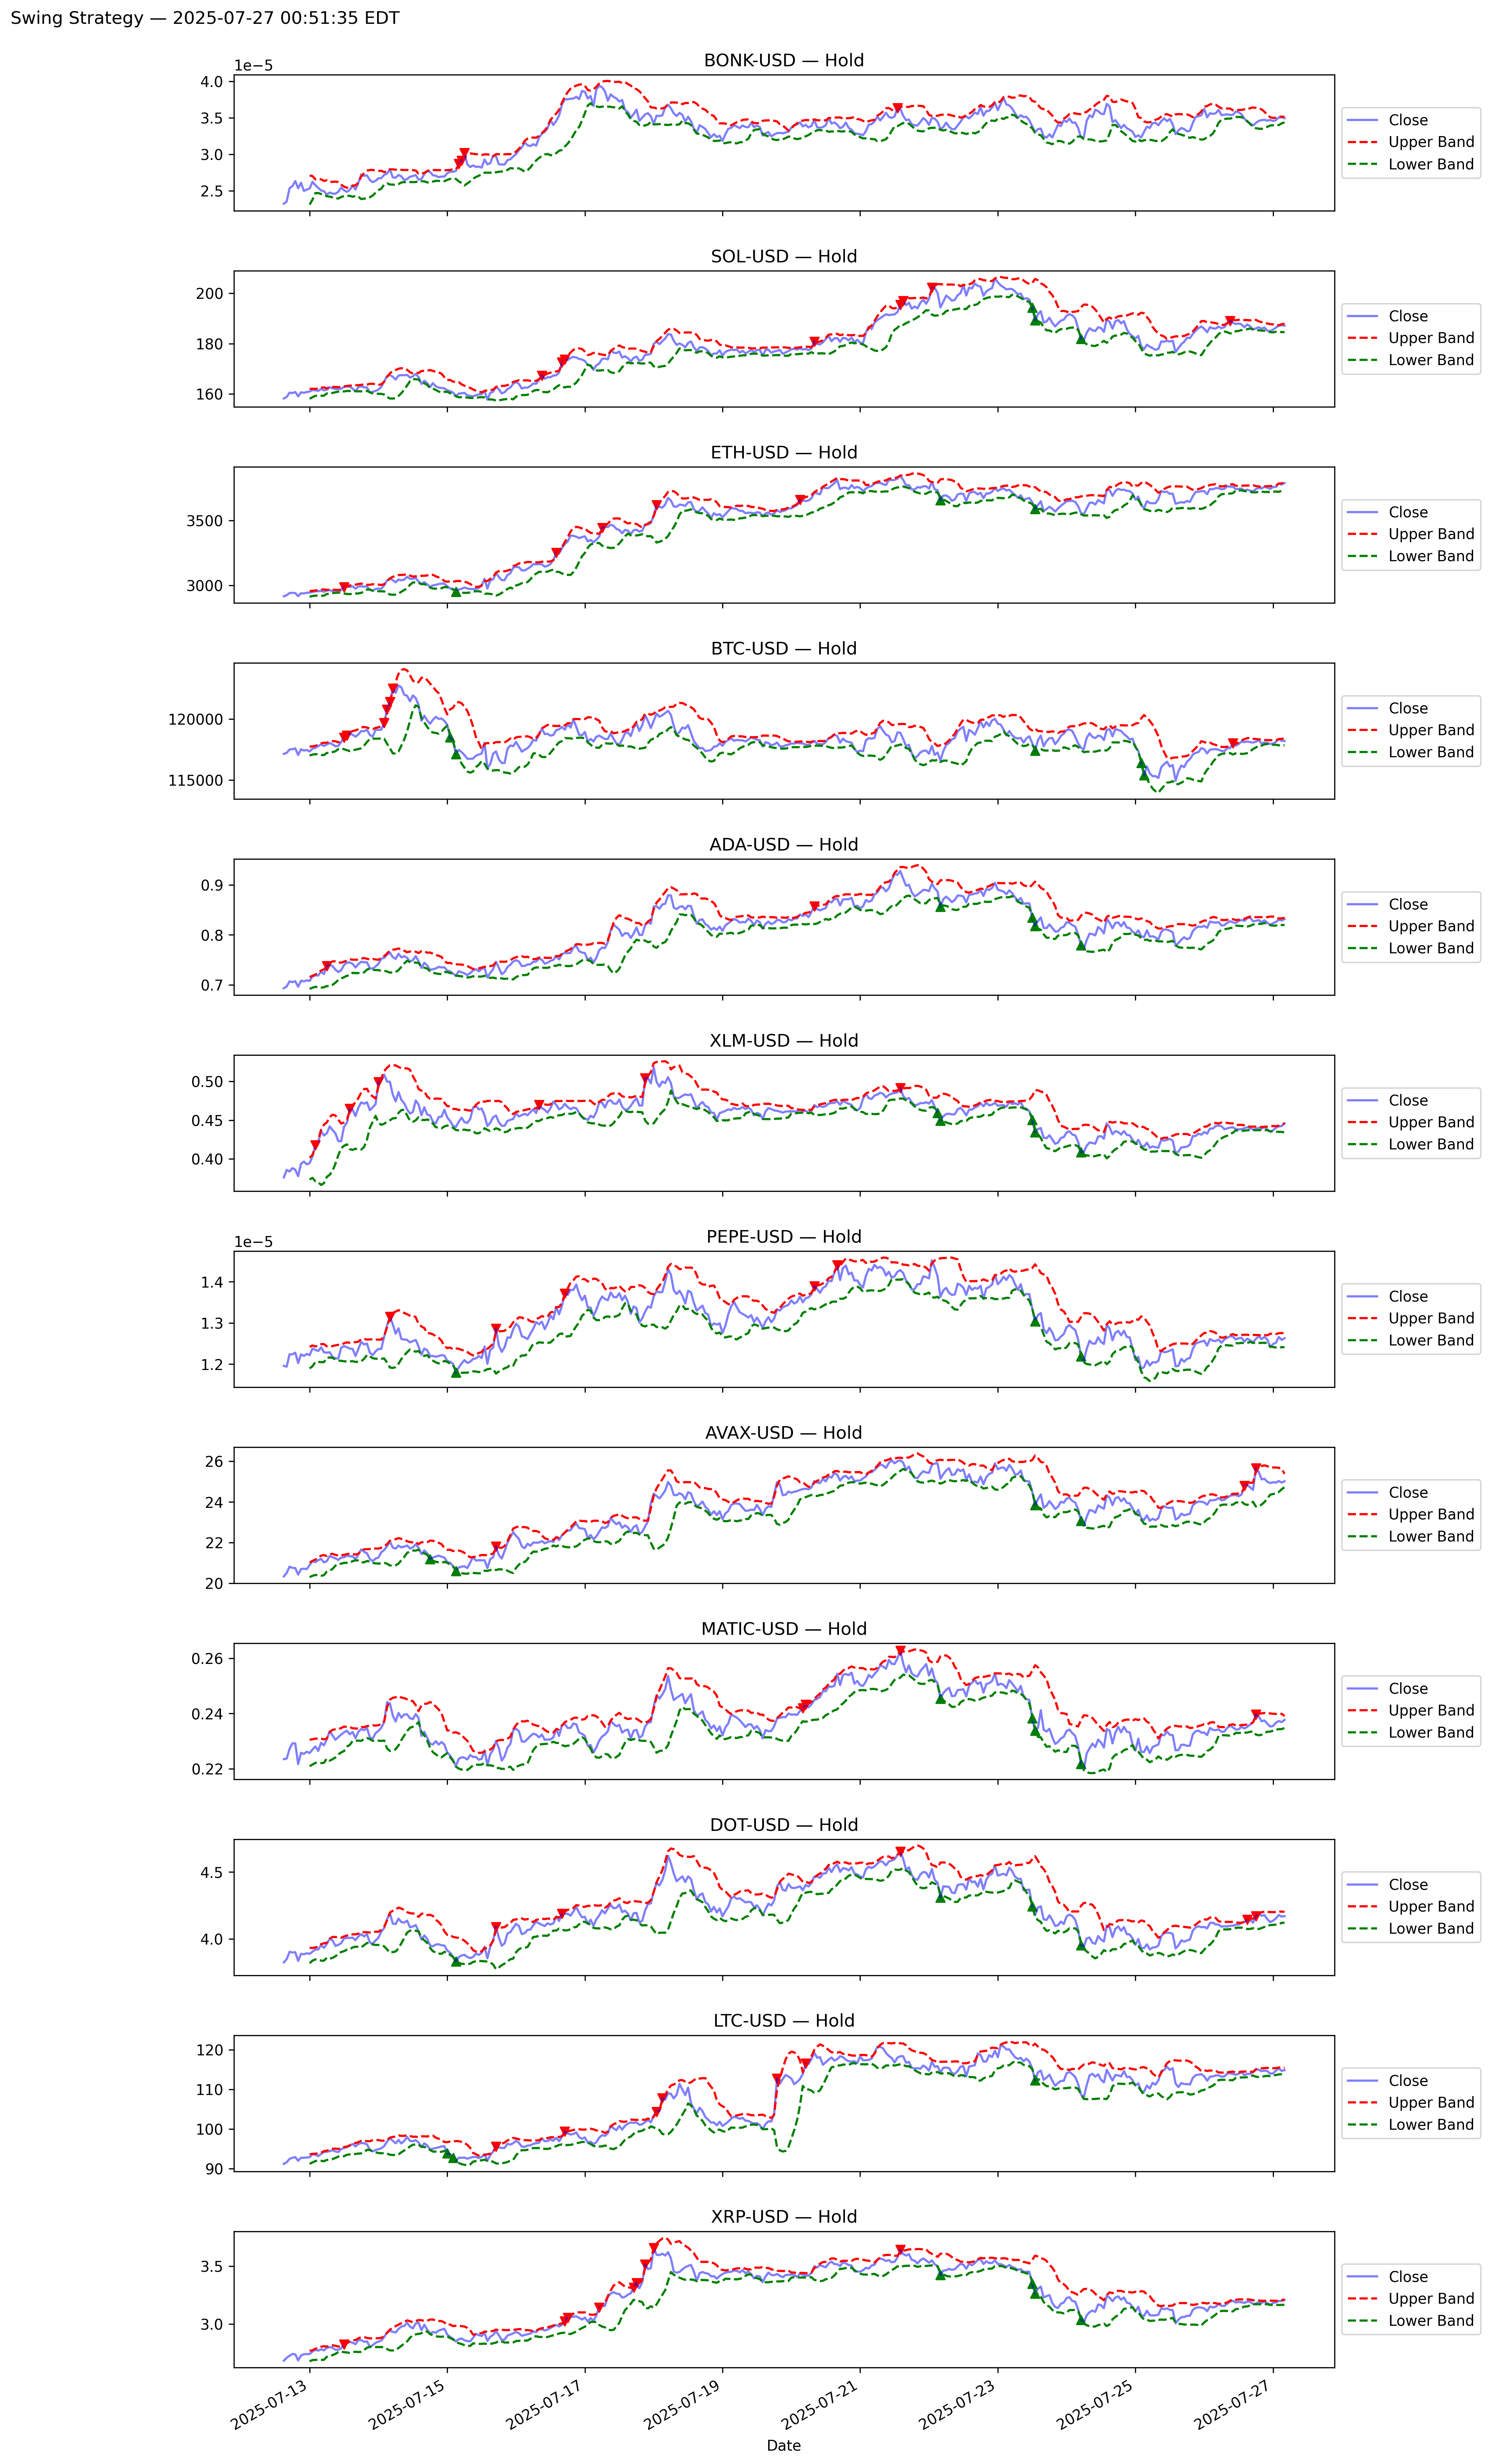 Swing Strategy — 2025-07-27 00:51:35 EDT
BONK-USD — Hold
1e−5
4.0
3.5
3.0
2.5
Close
Upper Band
Lower Band
SOL-USD — Hold
200
180
160
Close
Upper Band
Lower Band
ETH-USD — Hold
3500
3000
Close
Upper Band
Lower Band
BTC-USD — Hold
120000
115000
Close
Upper Band
Lower Band
ADA-USD — Hold
0.9
0.8
0.7
Close
Upper Band
Lower Band
XLM-USD — Hold
0.50
0.45
0.40
Close
Upper Band
Lower Band
PEPE-USD — Hold
1e−5
1.4
1.3
1.2
Close
Upper Band
Lower Band
AVAX-USD — Hold
26
24
22
20
Close
Upper Band
Lower Band
MATIC-USD — Hold
0.26
0.24
0.22
Close
Upper Band
Lower Band
DOT-USD — Hold
4.5
4.0
Close
Upper Band
Lower Band
LTC-USD — Hold
120
110
100
90
Close
Upper Band
Lower Band
XRP-USD — Hold
3.5
3.0
Close
Upper Band
Lower Band
2025-07-13
2025-07-15
2025-07-17
2025-07-19
2025-07-21
2025-07-23
2025-07-25
2025-07-27
Date